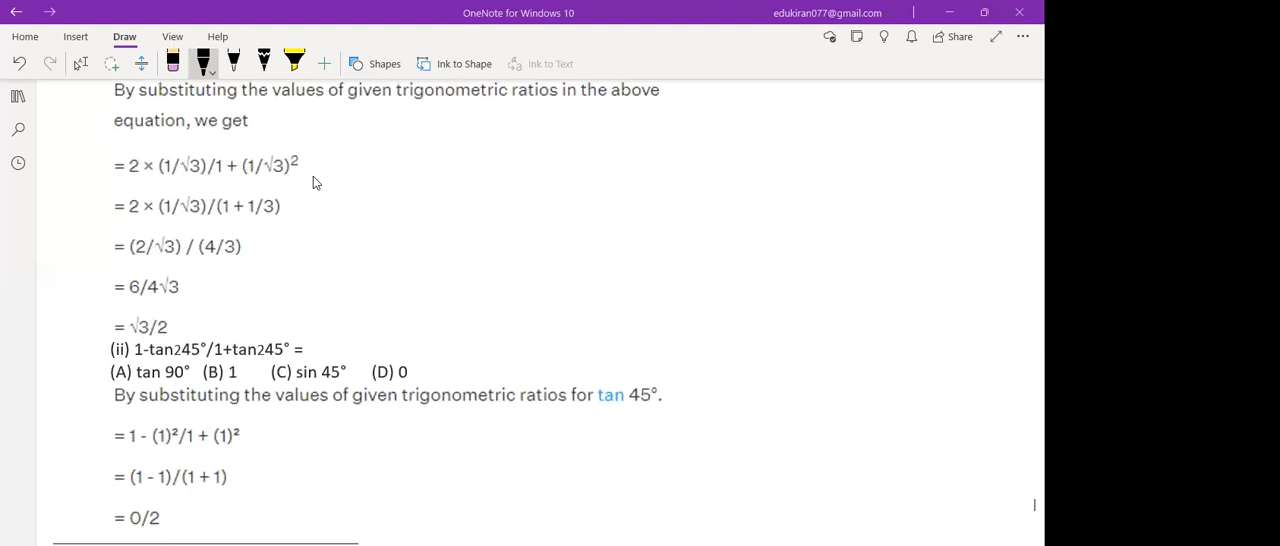 OneNote for Windows 10
edukiran077@gmail.com
Home Insert Draw View Help
Share
Shapes Ink to Shape Ink to Text
By substituting the values of given trigonometric ratios in the above
equation, we get
= 2 × (1/√3)/1 + (1/√3)²
= 2 × (1/√3)/(1 + 1/3)
= (2/√3) / (4/3)
= 6/4√3
= √3/2
(ii) 1-tan245°/1+tan245° =
(A) tan 90° (B) 1 (C) sin 45° (D) 0
By substituting the values of given trigonometric ratios for tan 45°.
= 1 - (1)²/1 + (1)²
= (1 - 1)/(1 + 1)
= 0/2